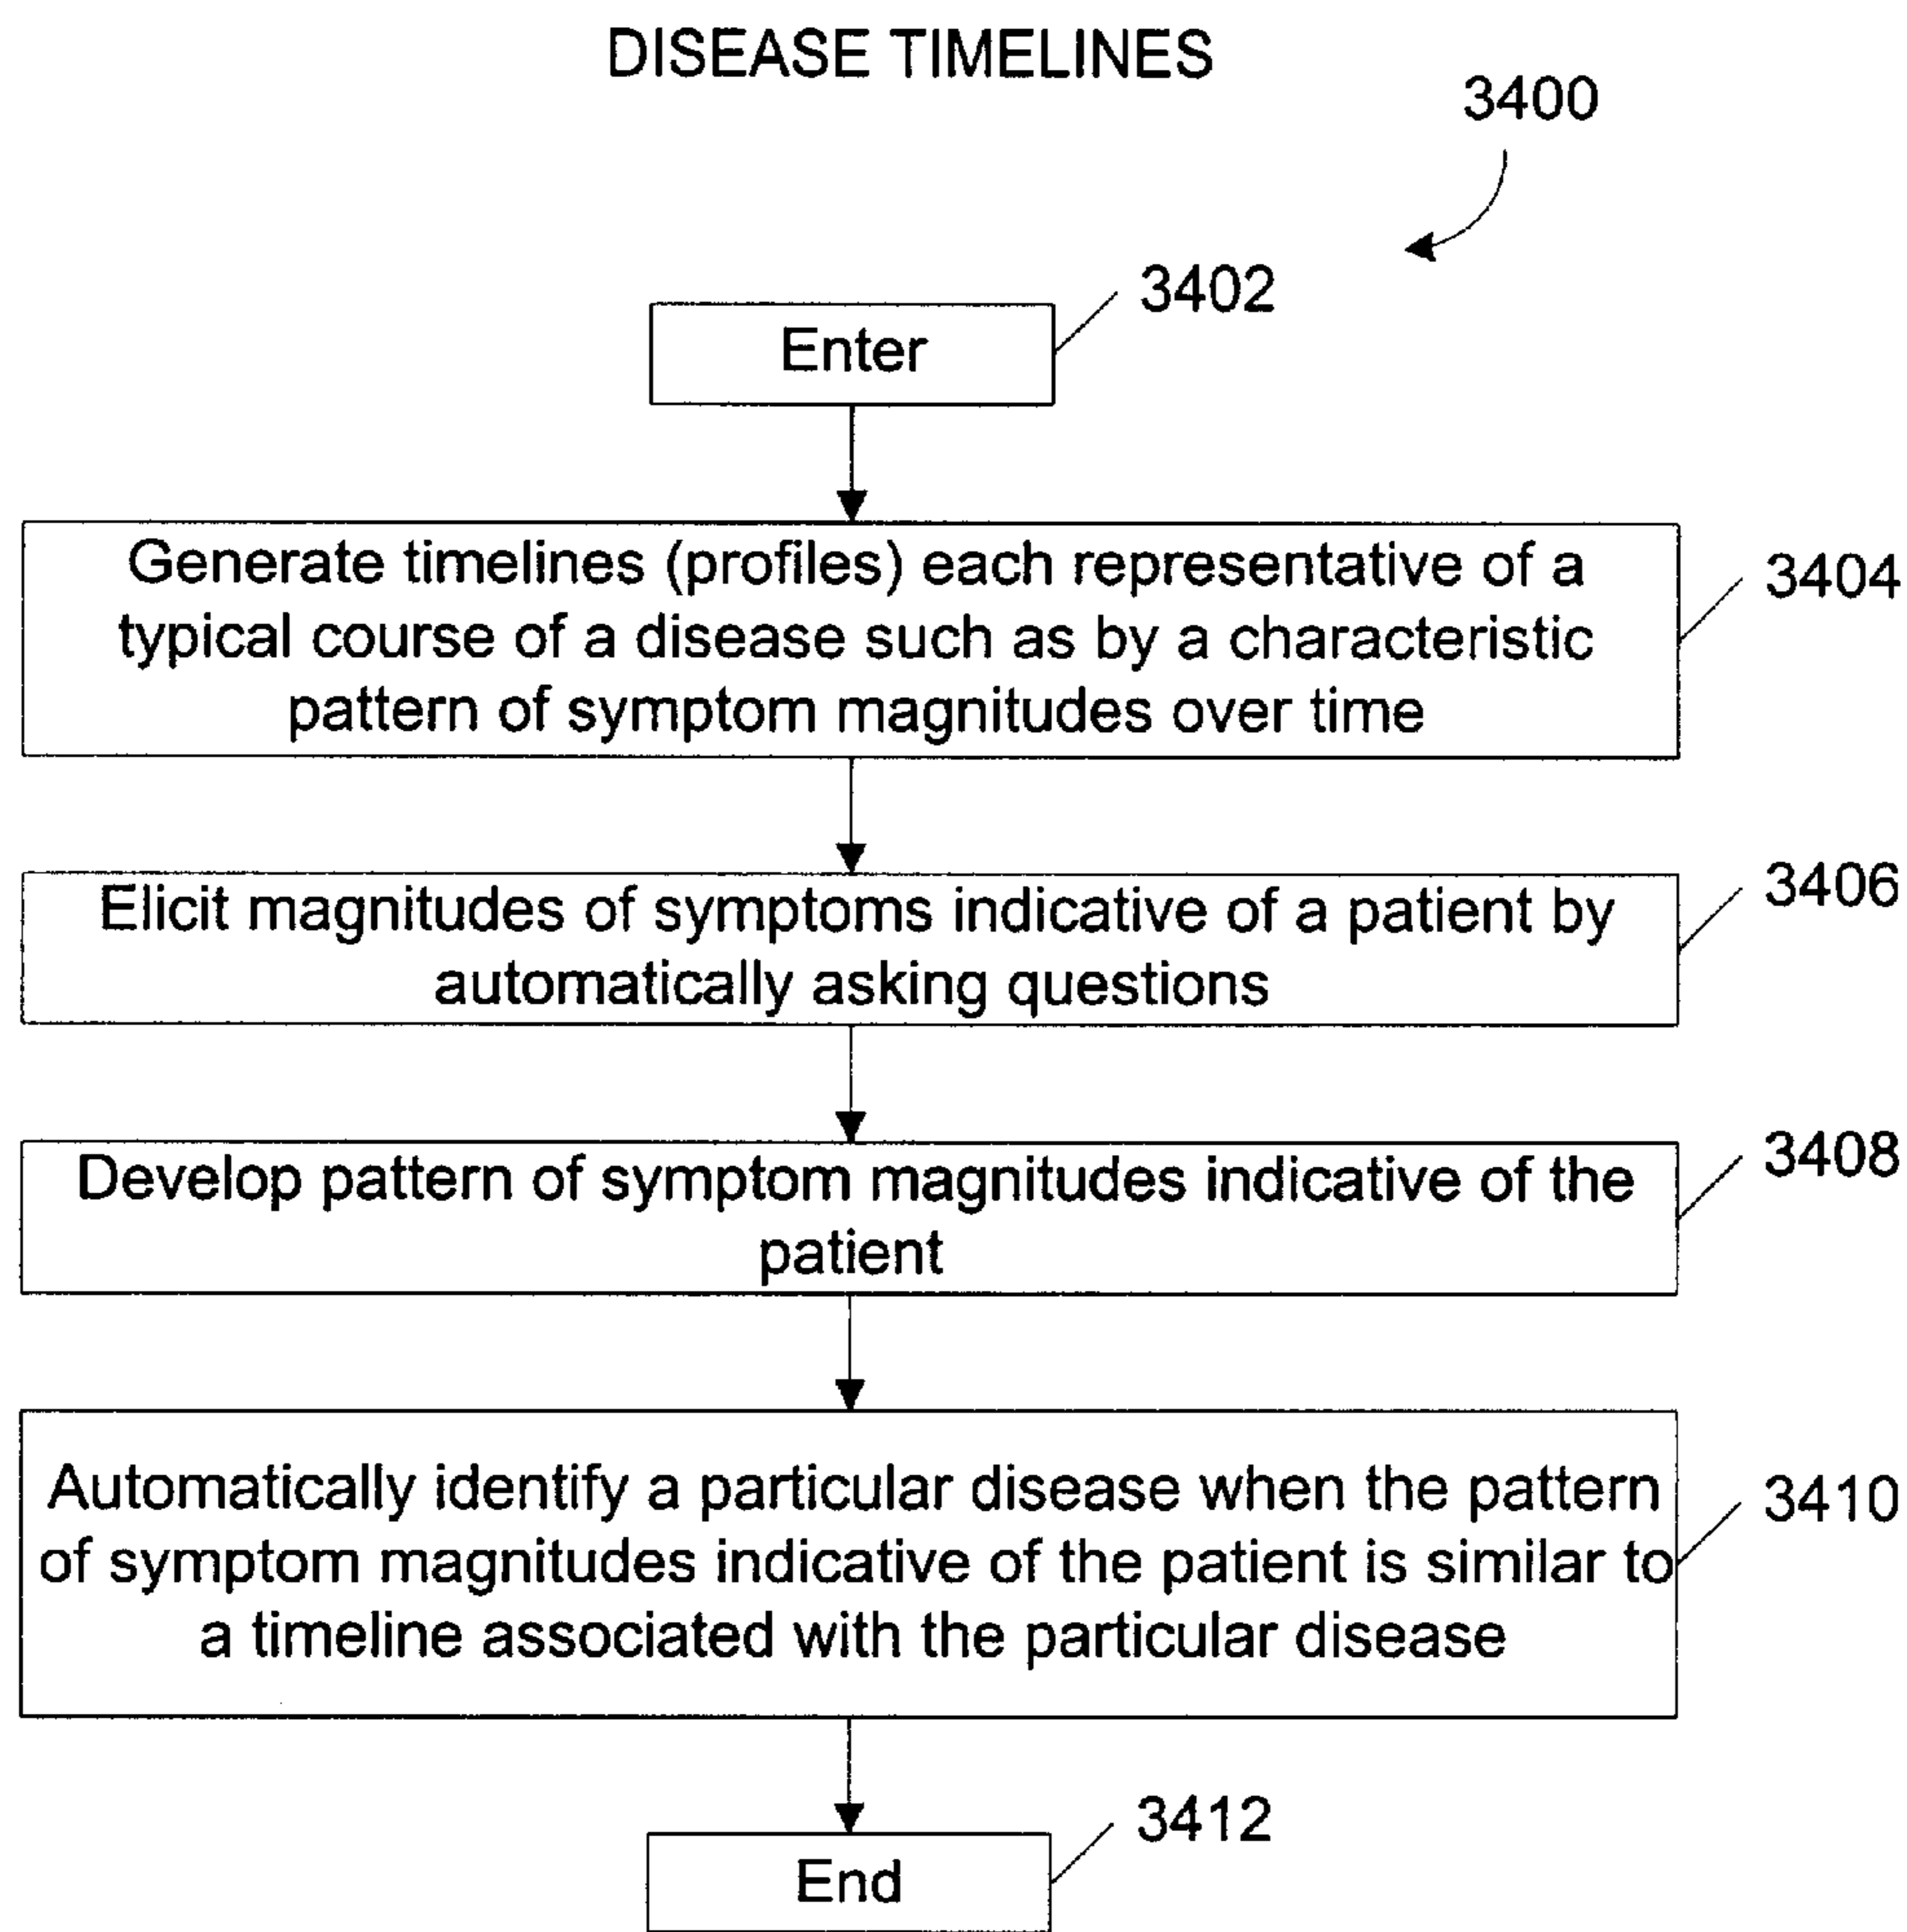 DISEASE TIMELINES
3400
3402
Enter
Generate timelines (profiles) each representative of a
typical course of a disease such as by a characteristic
pattern of symptom magnitudes over time
3404
Elicit magnitudes of symptoms indicative of a patient by
automatically asking questions
3406
Develop pattern of symptom magnitudes indicative of the
patient
3408
Automatically identify a particular disease when the pattern
of symptom magnitudes indicative of the patient is similar to
a timeline associated with the particular disease
3410
3412
End